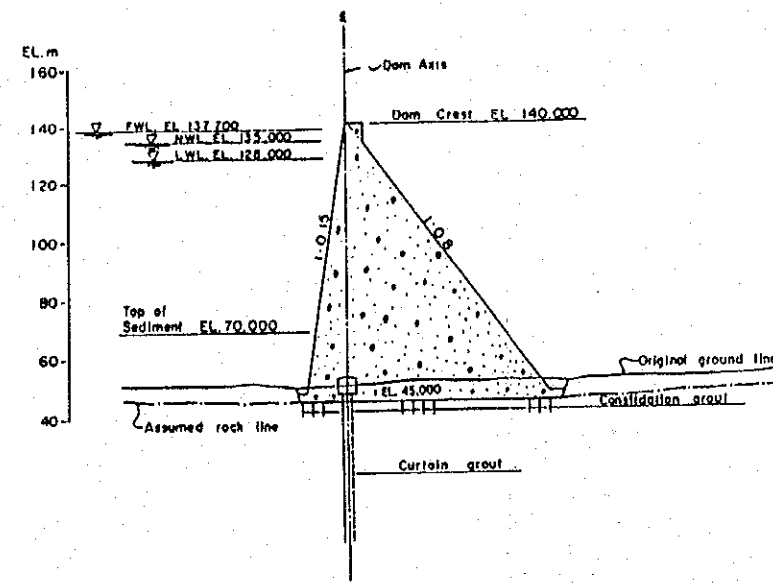 ℄
EL. m
Dam Axis
160-
Dam Crest EL 140.000
140-
FWL. EL 137.700
NWL. EL. 135.000
LWL. EL. 128.000
120-
1:0.15
1:0.8
100-
80-
Top of
Sediment EL. 70.000
60-
Original ground line
EL. 45.000
Conslidation grout
40-
Assumed rock line
Curtain grout